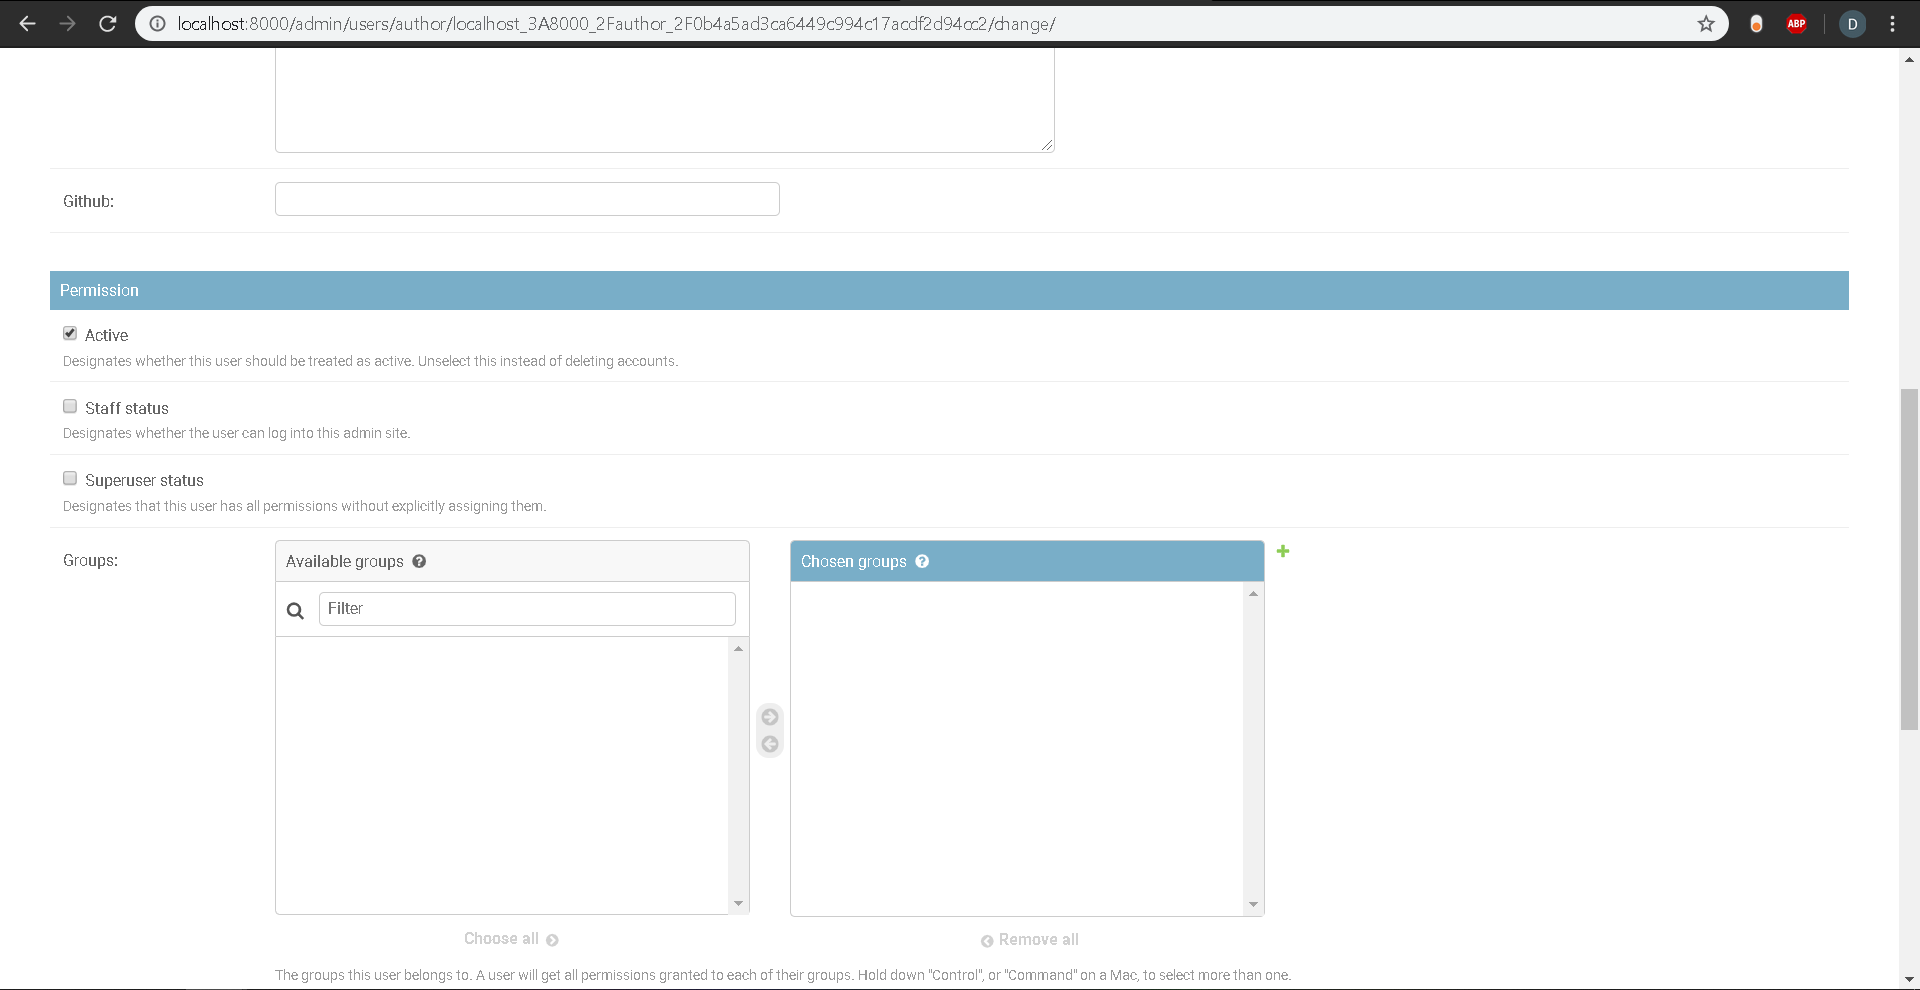 localhost:8000/admin/users/author/localhost_3A8000_2Fauthor_2F0b4a5ad3ca6449c994c17acdf2d94cc2/change/
ABP
D
Github:
Permission
Active
Designates whether this user should be treated as active. Unselect this instead of deleting accounts.
Staff status
Designates whether the user can log into this admin site.
Superuser status
Designates that this user has all permissions without explicitly assigning them.
Groups:
Available groups ?
Chosen groups ?
Filter
Choose all
Remove all
The groups this user belongs to. A user will get all permissions granted to each of their groups. Hold down "Control", or "Command" on a Mac, to select more than one.